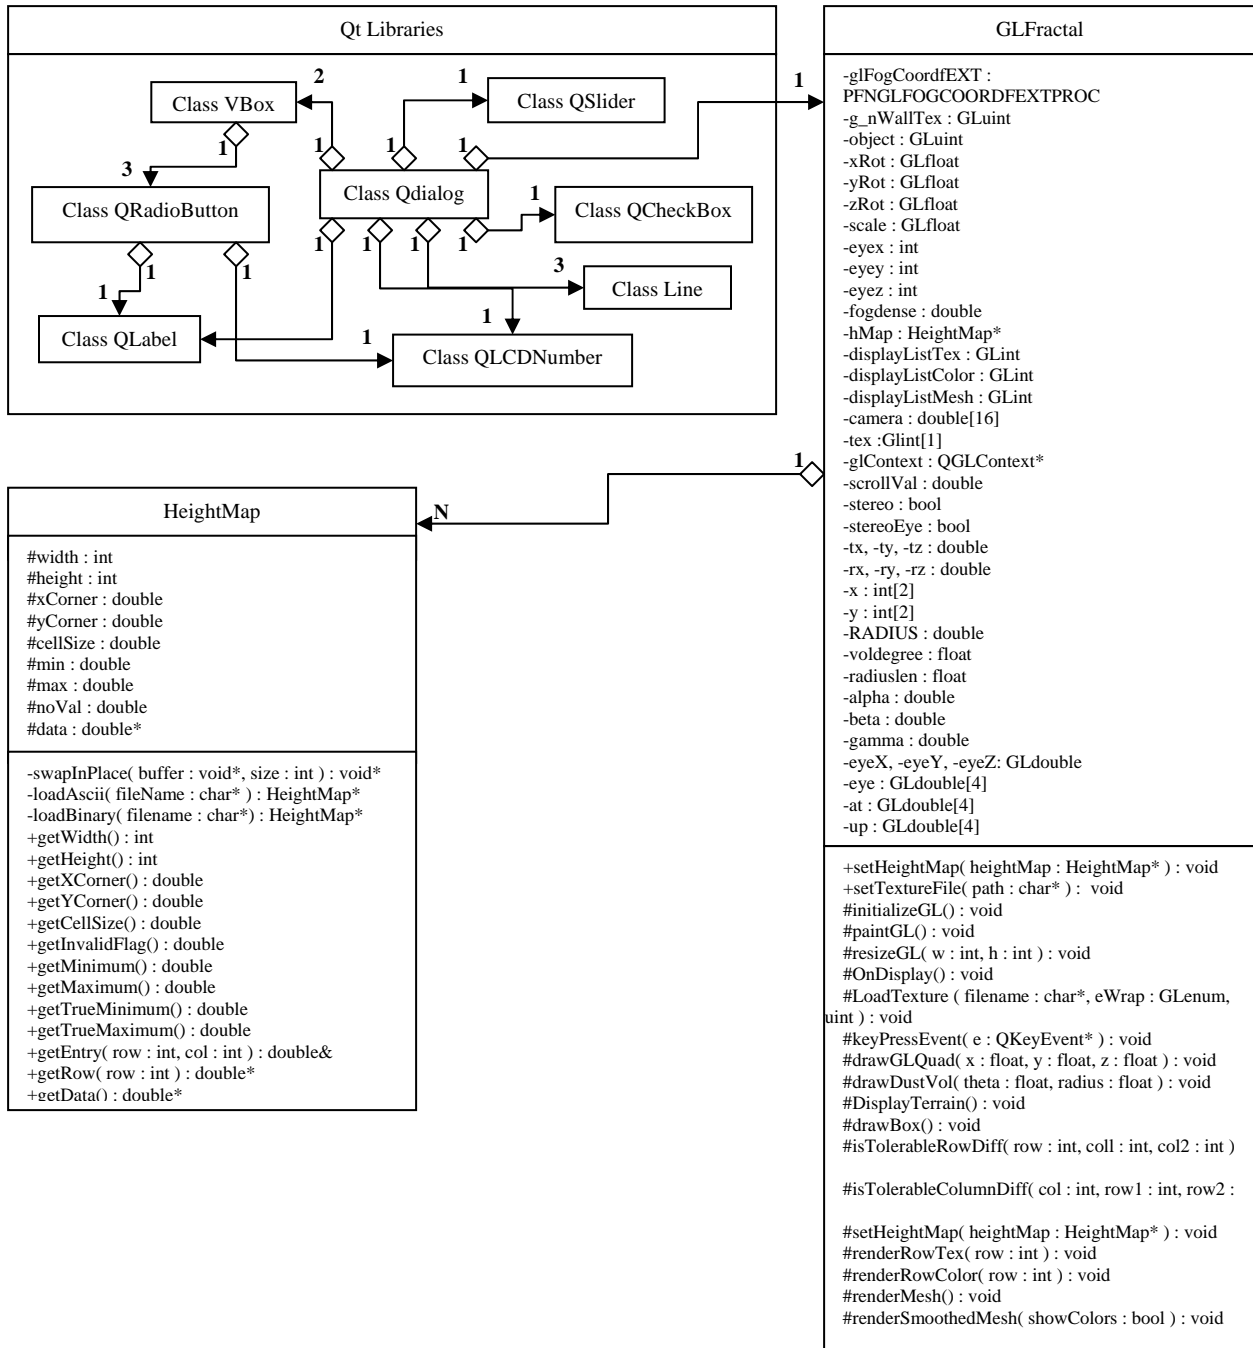 Qt Libraries
2
1
Class VBox
Class QSlider
1
1
1
1
3
Class Qdialog
1
Class QRadioButton
Class QCheckBox
1
1
1
1
1
1
3
1
Class Line
1
1
Class QLabel
Class QLCDNumber
1
GLFractal
-glFogCoordfEXT :
PFNGLFOGCOORDFEXTPROC
-g_nWallTex : GLuint
-object : GLuint
-xRot : GLfloat
-yRot : GLfloat
-zRot : GLfloat
-scale : GLfloat
-eyex : int
-eyey : int
-eyez : int
-fogdense : double
-hMap : HeightMap*
-displayListTex : GLint
-displayListColor : GLint
-displayListMesh : GLint
-camera : double[16]
-tex :Glint[1]
-glContext : QGLContext*
-scrollVal : double
-stereo : bool
-stereoEye : bool
-tx, -ty, -tz : double
-rx, -ry, -rz : double
-x : int[2]
-y : int[2]
-RADIUS : double
-voldegree : float
-radiuslen : float
-alpha : double
-beta : double
-gamma : double
-eyeX, -eyeY, -eyeZ: GLdouble
-eye : GLdouble[4]
-at : GLdouble[4]
-up : GLdouble[4]
+setHeightMap( heightMap : HeightMap* ) : void
+setTextureFile( path : char* ) :  void
#initializeGL() : void
#paintGL() : void
#resizeGL( w : int, h : int ) : void
#OnDisplay() : void
#LoadTexture ( filename : char*, eWrap : GLenum,
uint ) : void
#keyPressEvent( e : QKeyEvent* ) : void
#drawGLQuad( x : float, y : float, z : float ) : void
#drawDustVol( theta : float, radius : float ) : void
#DisplayTerrain() : void
#drawBox() : void
#isTolerableRowDiff( row : int, coll : int, col2 : int )
#isTolerableColumnDiff( col : int, row1 : int, row2 :
#setHeightMap( heightMap : HeightMap* ) : void
#renderRowTex( row : int ) : void
#renderRowColor( row : int ) : void
#renderMesh() : void
#renderSmoothedMesh( showColors : bool ) : void
1
N
HeightMap
#width : int
#height : int
#xCorner : double
#yCorner : double
#cellSize : double
#min : double
#max : double
#noVal : double
#data : double*
-swapInPlace( buffer : void*, size : int ) : void*
-loadAscii( fileName : char* ) : HeightMap*
-loadBinary( filename : char*) : HeightMap*
+getWidth() : int
+getHeight() : int
+getXCorner() : double
+getYCorner() : double
+getCellSize() : double
+getInvalidFlag() : double
+getMinimum() : double
+getMaximum() : double
+getTrueMinimum() : double
+getTrueMaximum() : double
+getEntry( row : int, col : int ) : double&
+getRow( row : int ) : double*
+getData() : double*